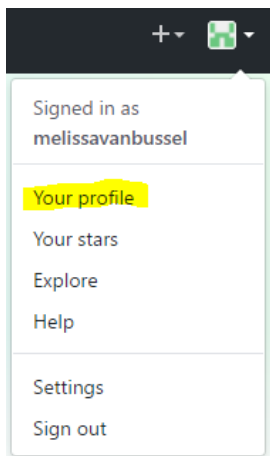 Signed in as
melissavanbussel
Your profile
Your stars
Explore
Help
Settings
Sign out